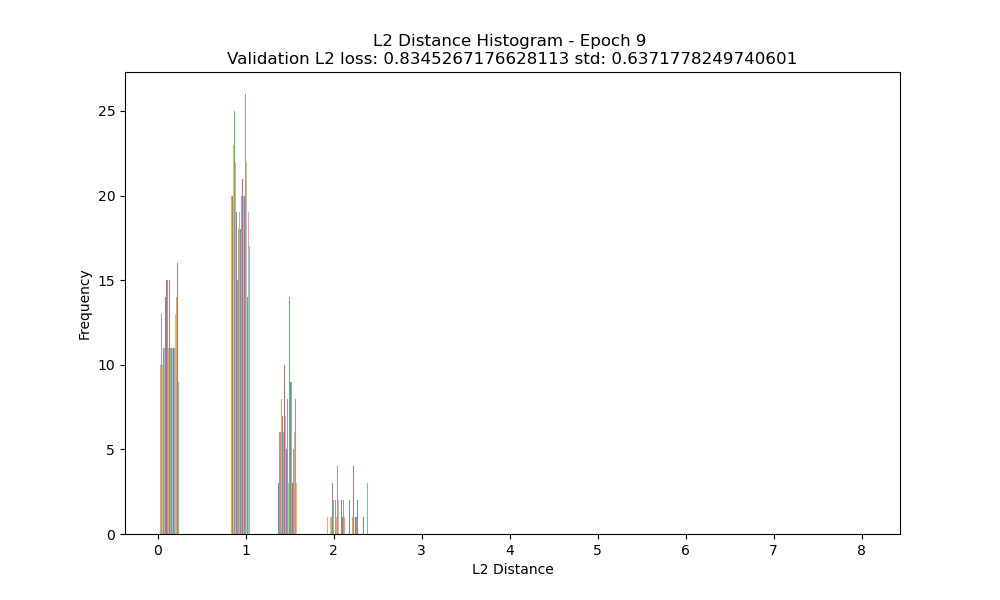 L2 Distance Histogram - Epoch 9
Validation L2 loss: 0.8345267176628113 std: 0.6371778249740601
Frequency
25
20
15
10
5
0
0 1 2 3 4 5 6 7 8
L2 Distance